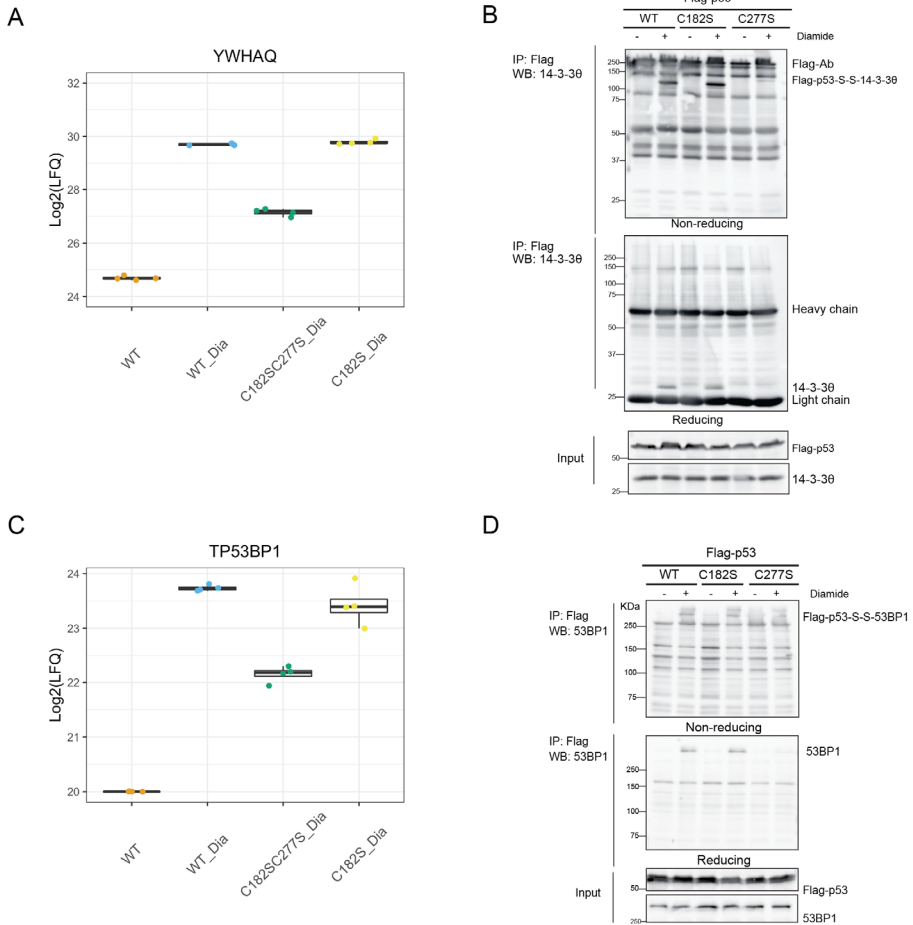 A
YWHAQ
Log2(LFQ)
32
30
28
26
24
WT
WT_Dia
C182SC277S_Dia
C182S_Dia
B
WT C182S C277S
- + - + - + Diamide
IP: Flag
WB: 14-3-3θ
250
150
100
75
50
37
25
Flag-Ab
Flag-p53-S-S-14-3-3θ
Non-reducing
IP: Flag
WB: 14-3-3θ
250
150
100
75
50
37
25
Heavy chain
14-3-3θ
Light chain
Reducing
Input
50
25
Flag-p53
14-3-3θ
C
TP53BP1
Log2(LFQ)
24
23
22
21
20
WT
WT_Dia
C182SC277S_Dia
C182S_Dia
D
Flag-p53
WT C182S C277S
- + - + - + Diamide
KDa
IP: Flag
WB: 53BP1
250
150
100
75
Flag-p53-S-S-53BP1
Non-reducing
IP: Flag
WB: 53BP1
250
150
100
75
53BP1
Reducing
Input
50
250
Flag-p53
53BP1